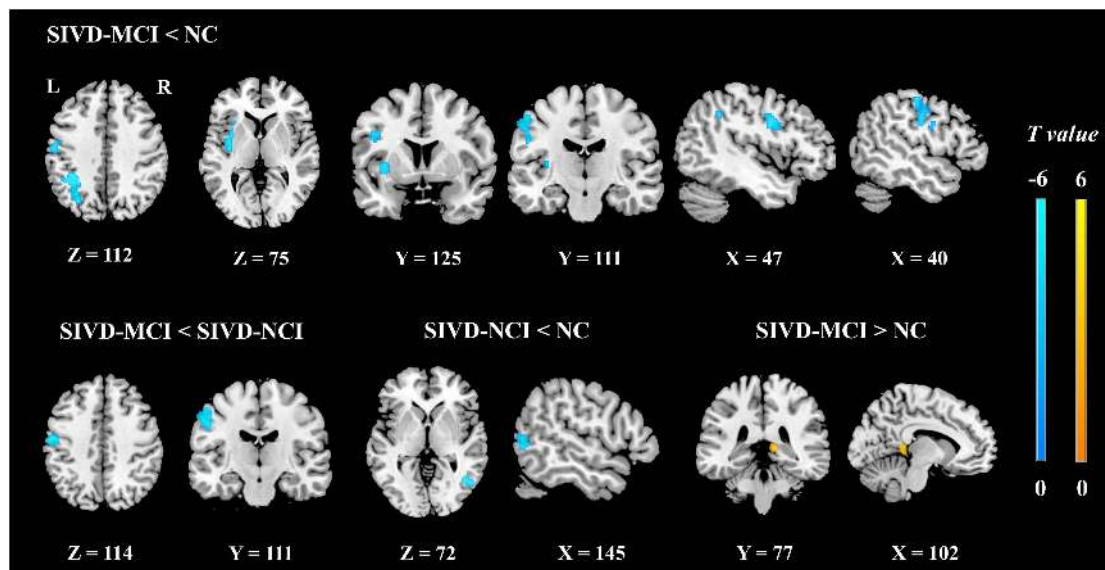 SIVD-MCI < NC
L R
T value
-6 6
Z = 112 Z = 75 Y = 125 Y = 111 X = 47 X = 40
SIVD-MCI < SIVD-NCI SIVD-NCI < NC SIVD-MCI > NC
0 0
Z = 114 Y = 111 Z = 72 X = 145 Y = 77 X = 102